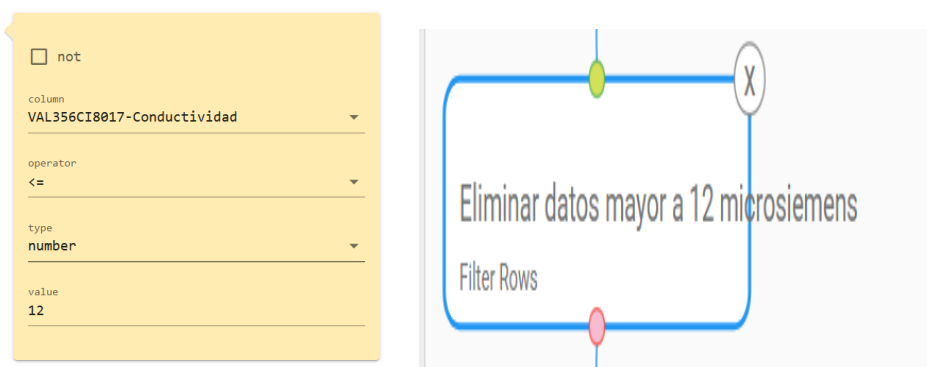 not
column
VAL356CI8017-Conductividad
operator
<=
type
number
value
12
X
Eliminar datos mayor a 12 microsiemens
Filter Rows